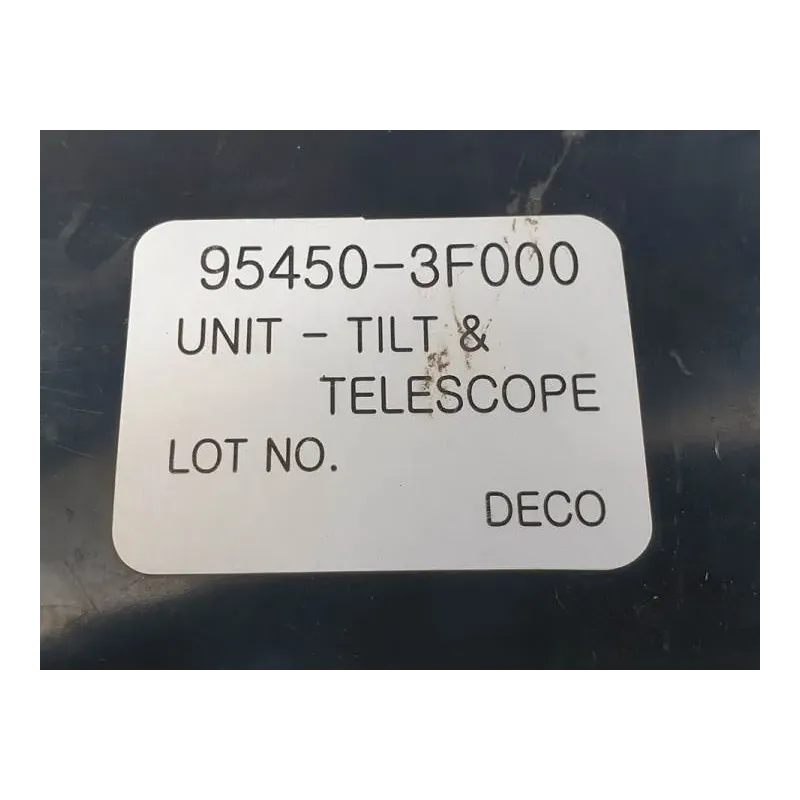 95450-3F000
UNIT - TILT &
TELESCOPE
LOT NO.
DECO